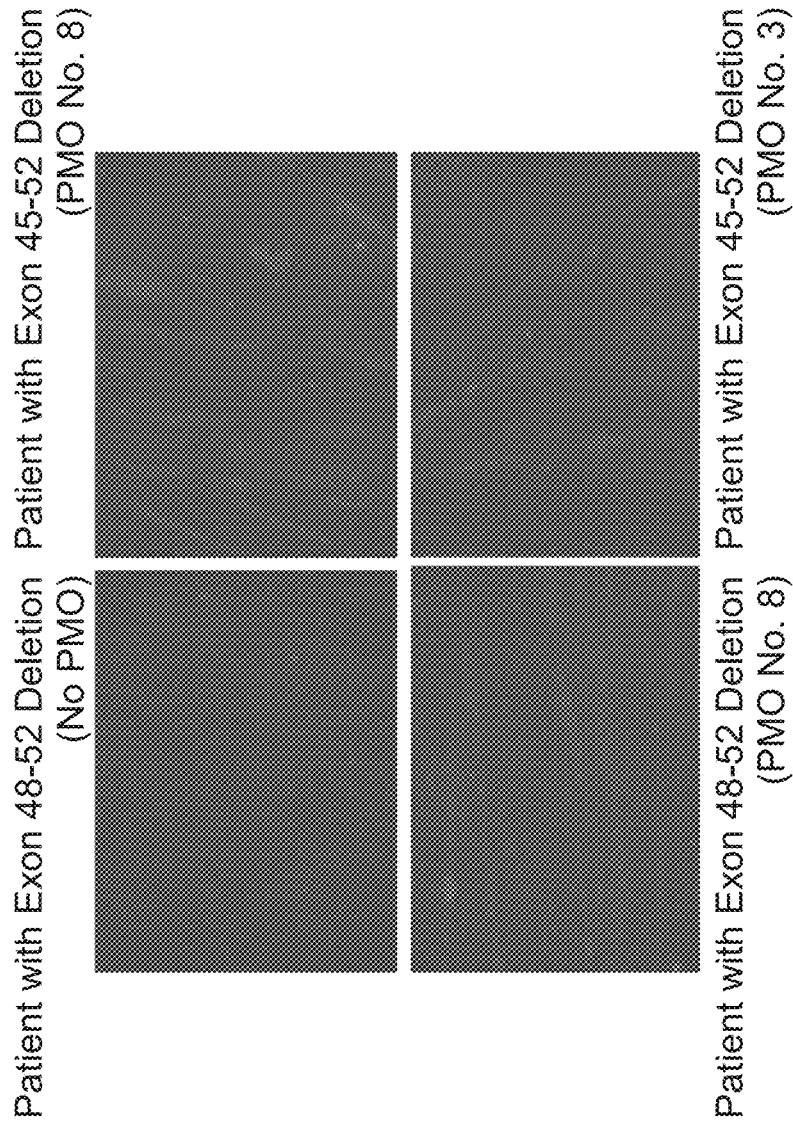 Patient with Exon 48-52 Deletion
(No PMO)
Patient with Exon 45-52 Deletion
(PMO No. 8)
Patient with Exon 48-52 Deletion
(PMO No. 8)
Patient with Exon 45-52 Deletion
(PMO No. 3)